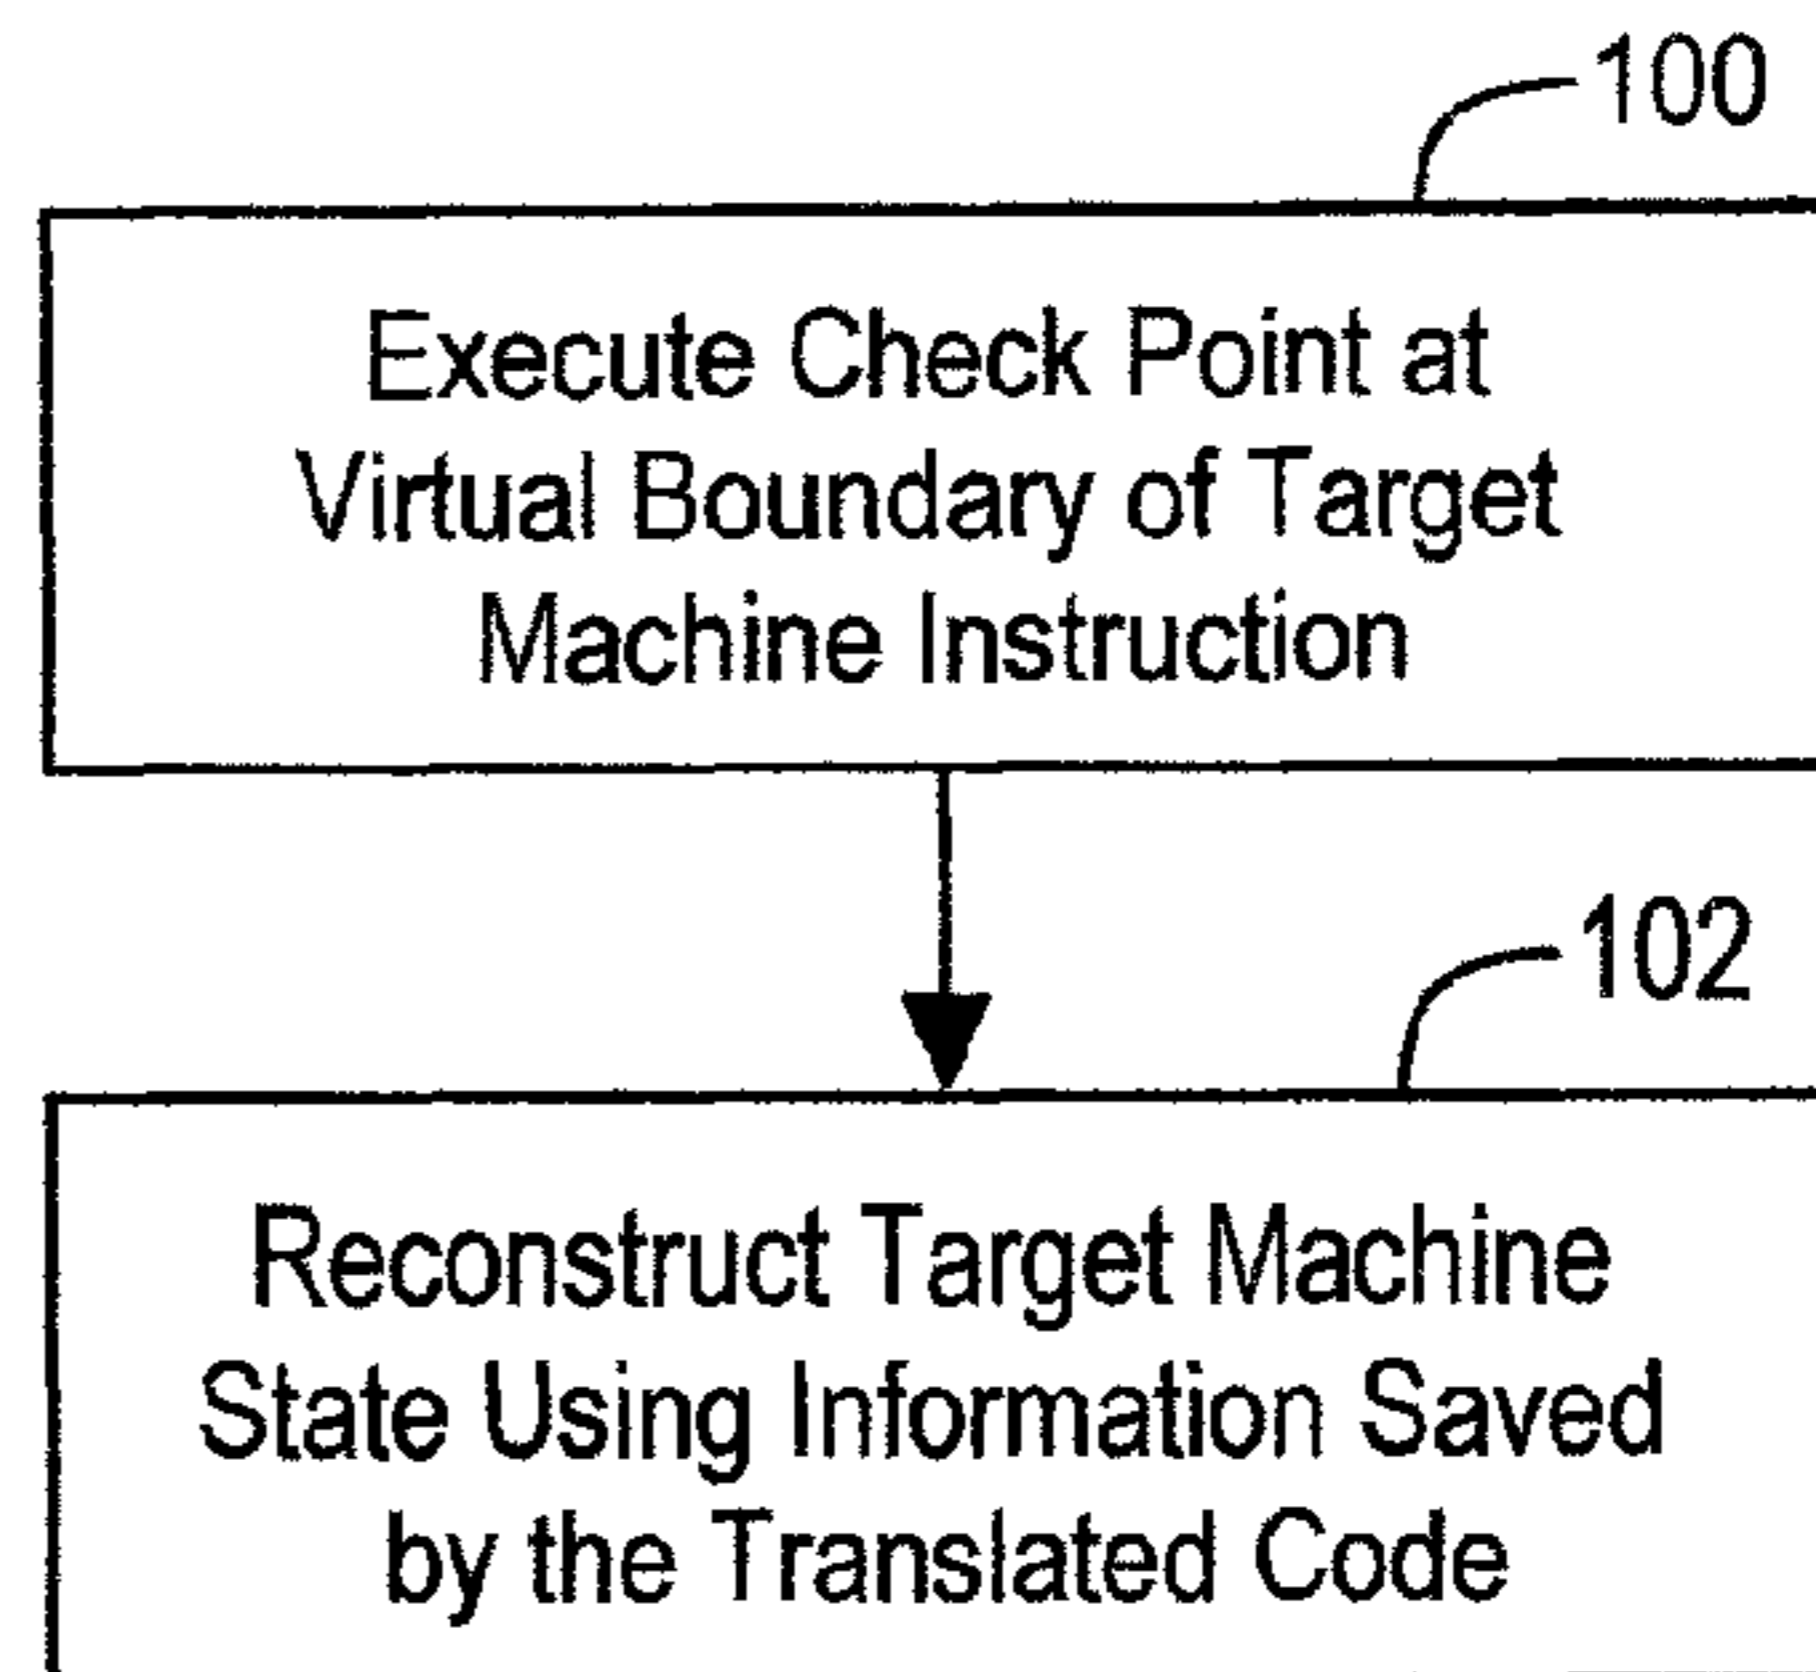 100
Execute Check Point at
Virtual Boundary of Target
Machine Instruction
102
Reconstruct Target Machine
State Using Information Saved
by the Translated Code